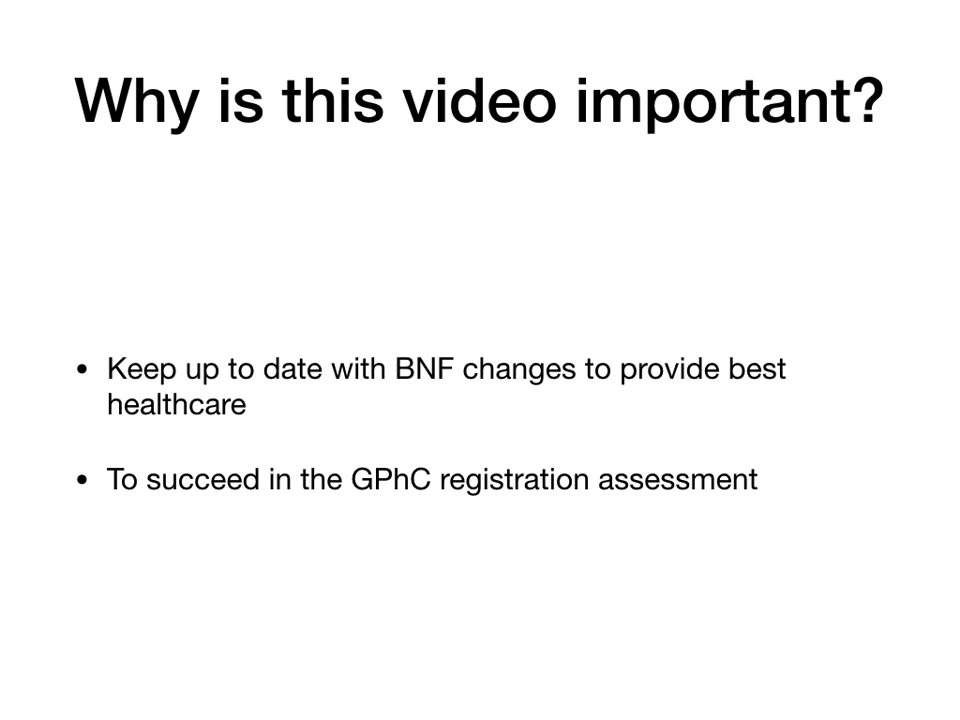 Why is this video important?
• Keep up to date with BNF changes to provide best
healthcare
• To succeed in the GPhC registration assessment